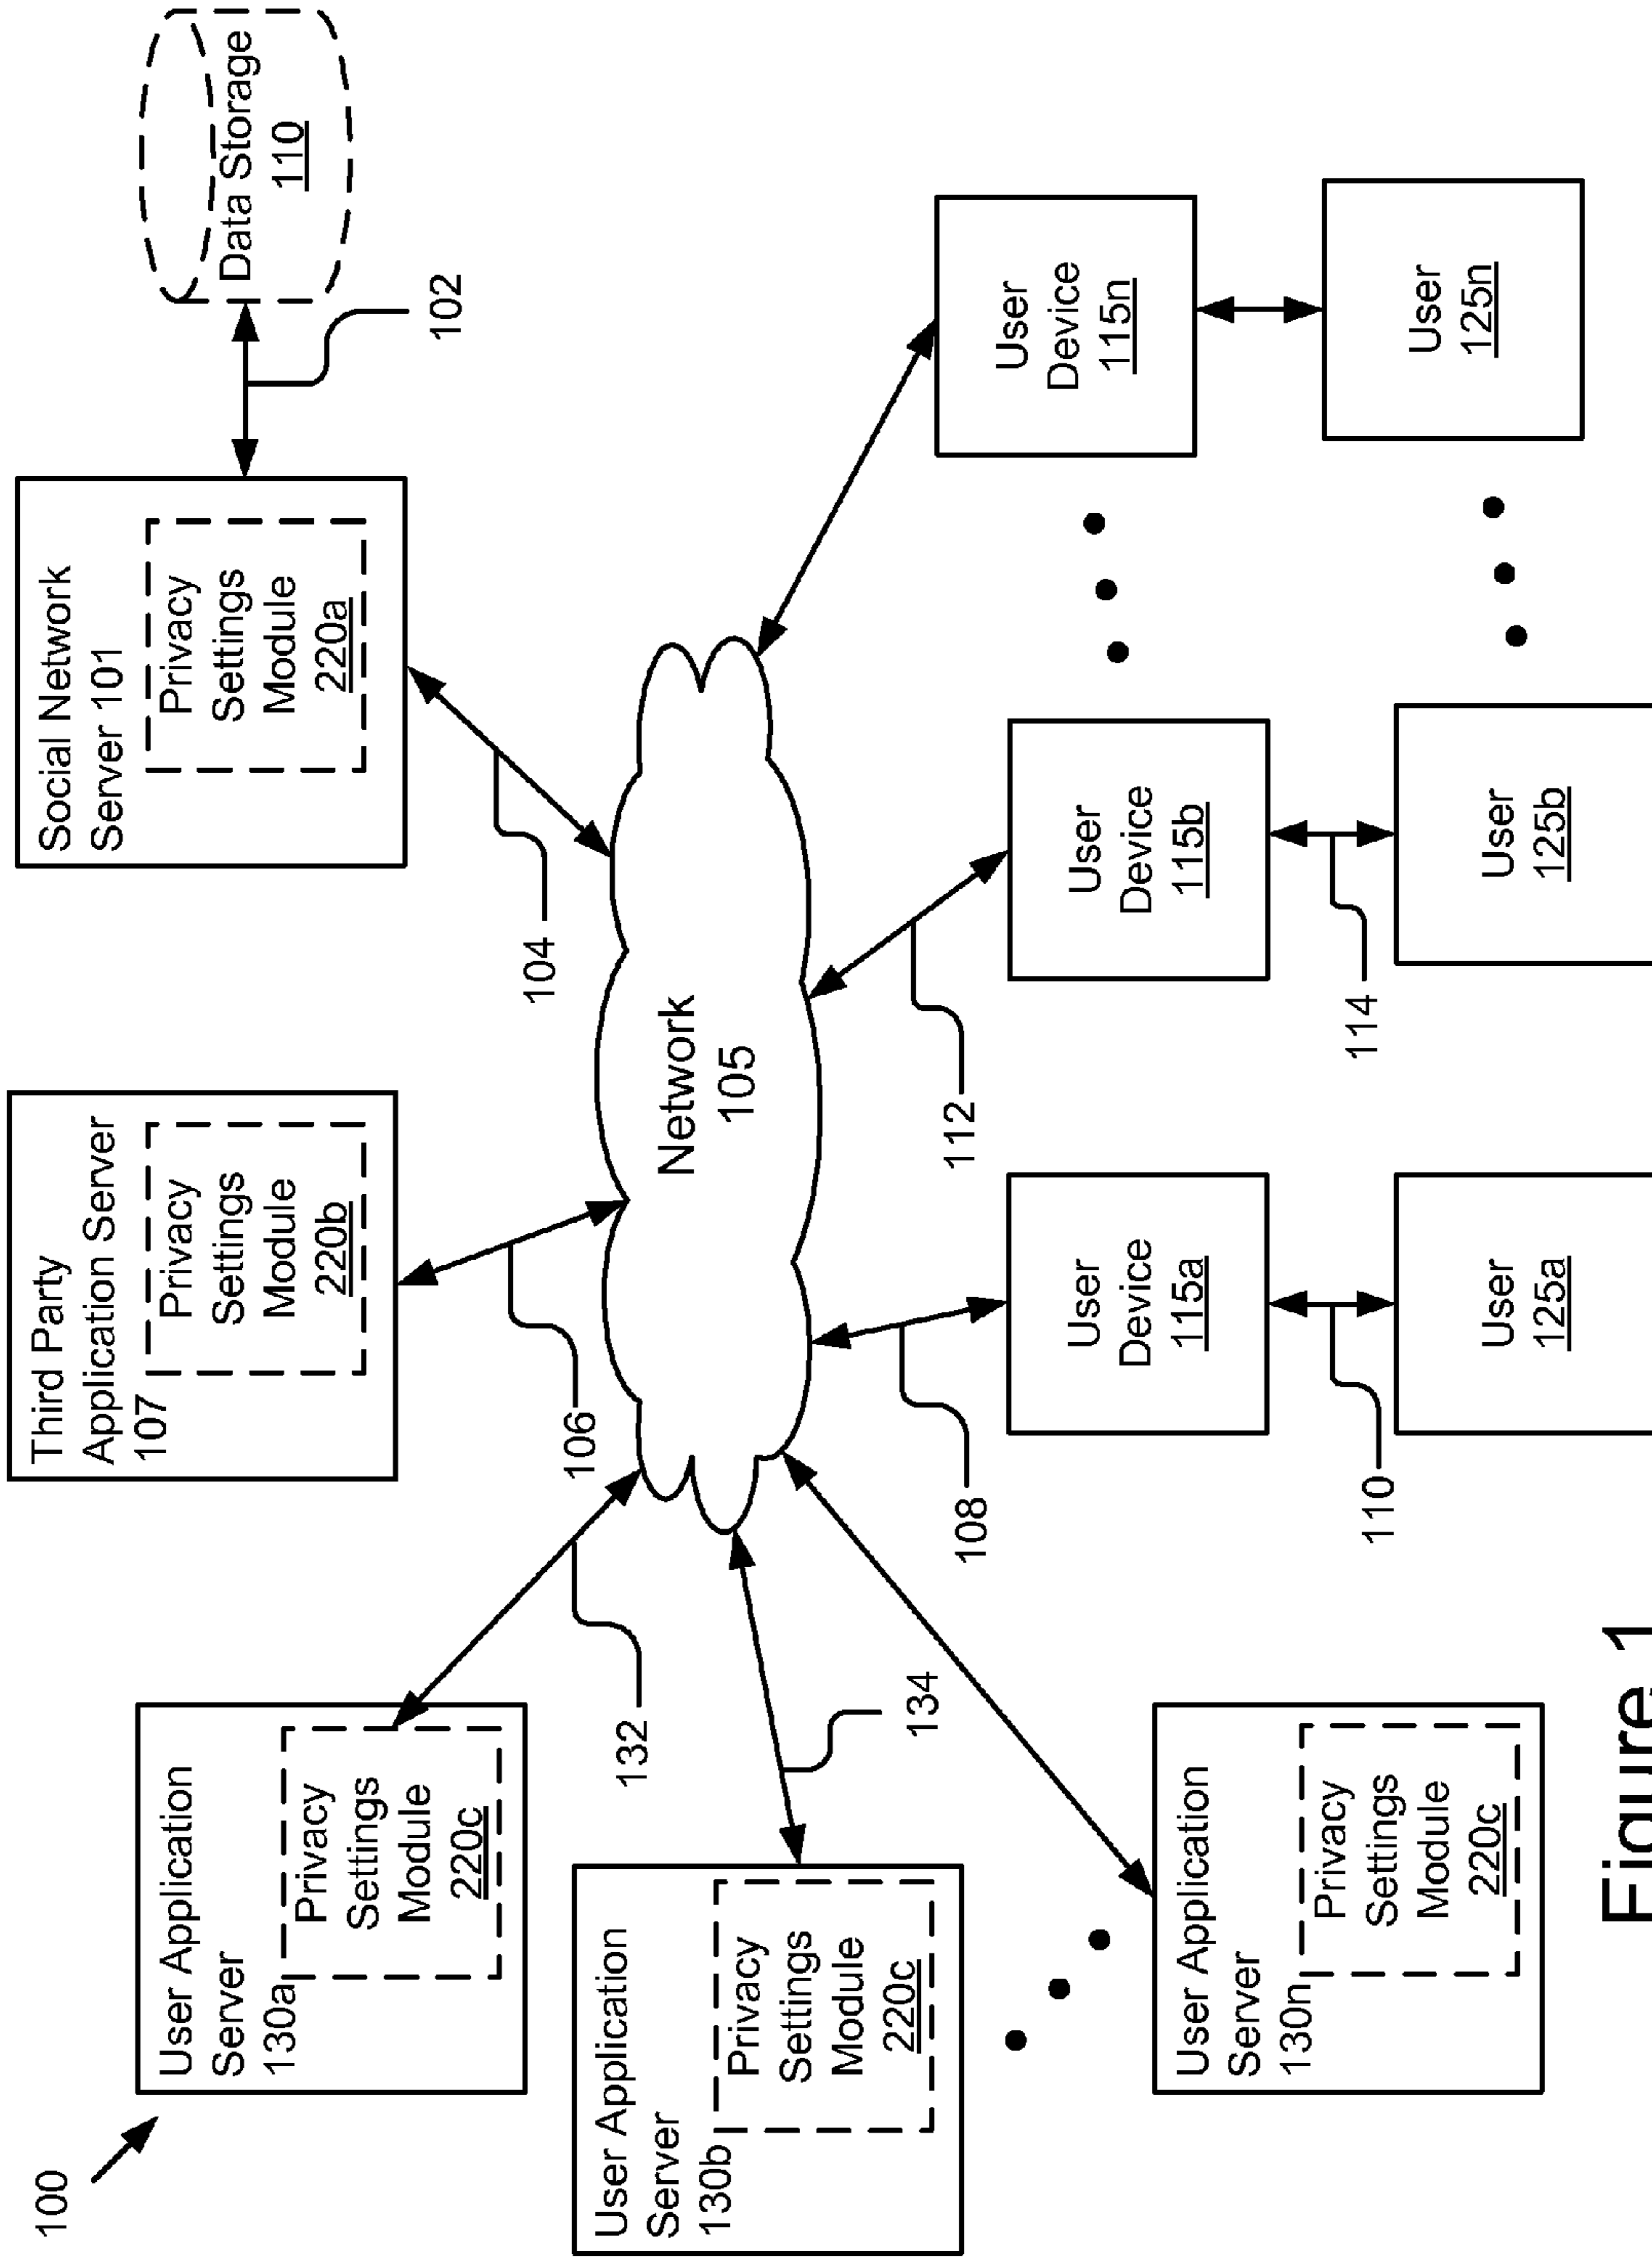 100
User Application
Server
130a
Privacy
Settings
Module
220c
User Application
Server
130b
Privacy
Settings
Module
220c
User Application
Server
130n
Privacy
Settings
Module
220c
132
134
Third Party
Application Server
107
Privacy
Settings
Module
220b
106
Social Network
Server 101
Privacy
Settings
Module
220a
104
102
Data Storage
110
Network
105
108
112
User
Device
115a
User
Device
115b
User
Device
115n
110
114
User
125a
User
125b
User
125n
Figure 1